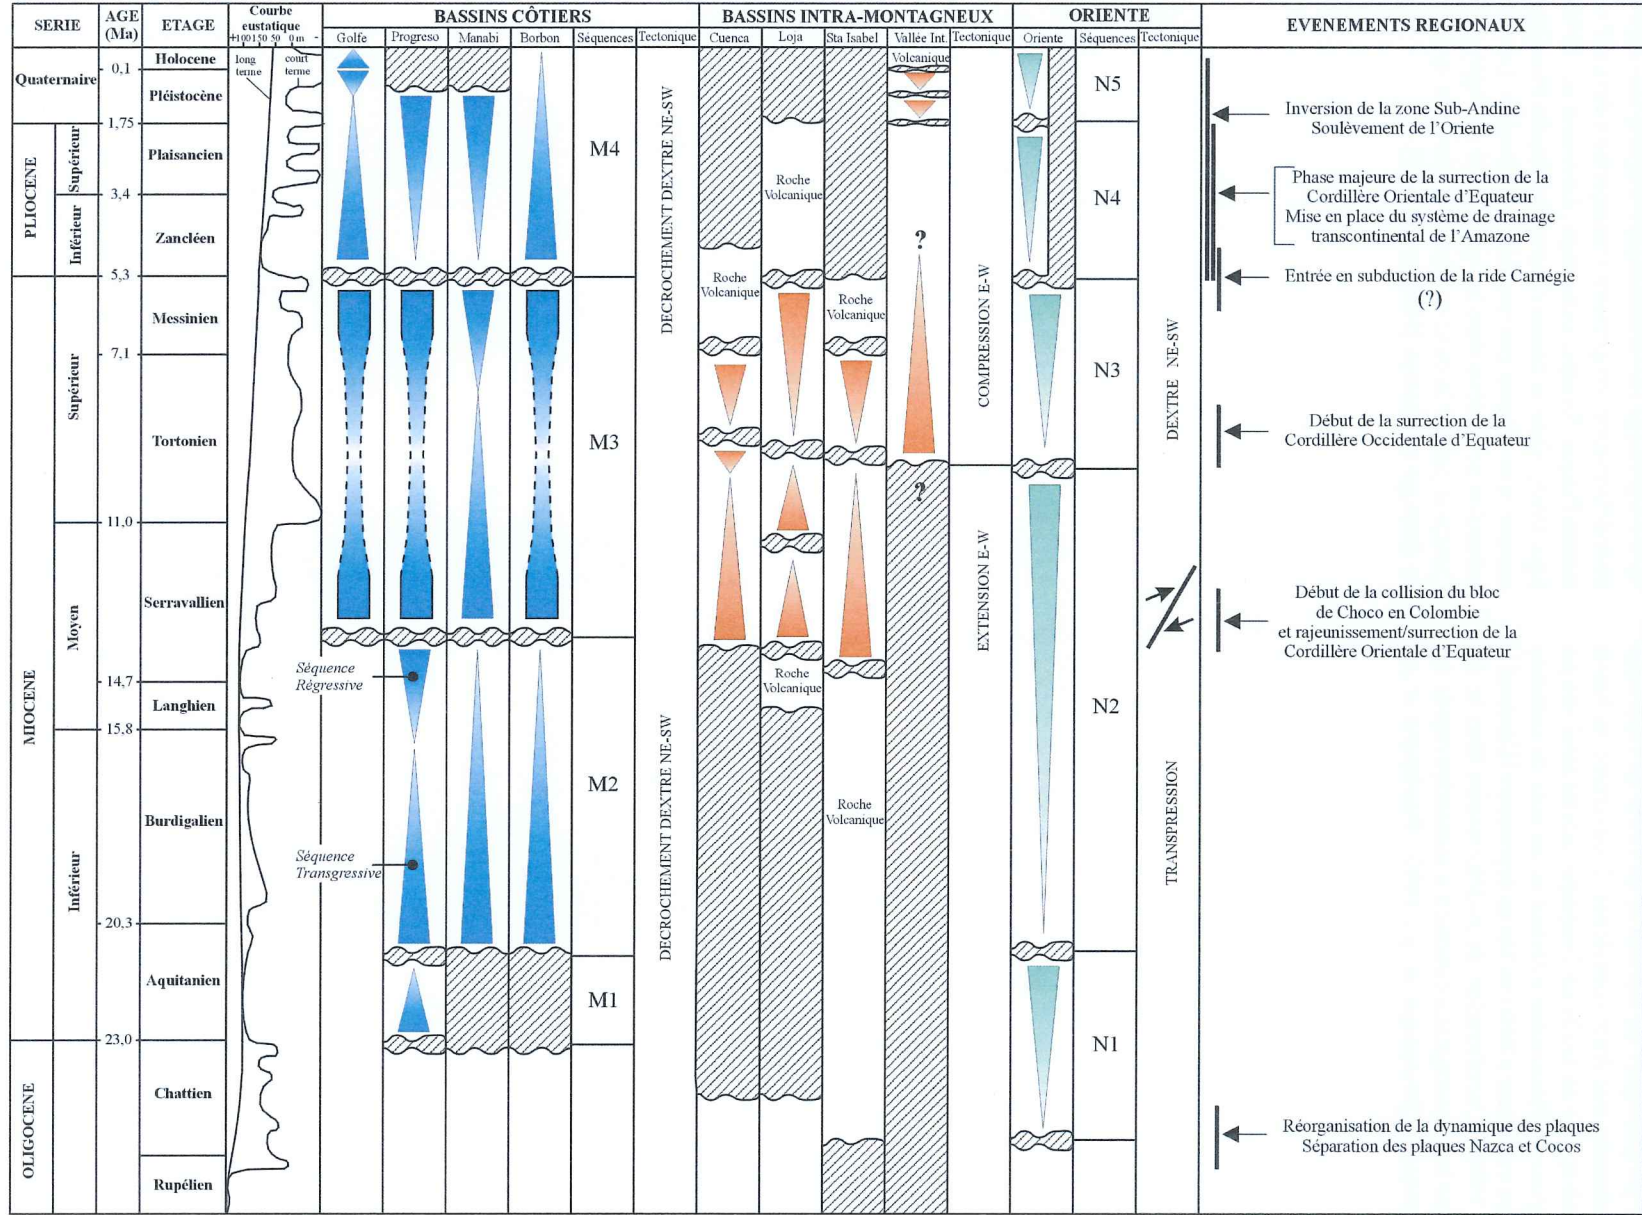 SERIE
AGE
(Ma)
ETAGE
Courbe
eustatique
+100 150 50 0 m -
long
terme
court
terme
BASSINS CÔTIERS
Golfe
Progreso
Manabi
Borbon
Séquences
Tectonique
BASSINS INTRA-MONTAGNEUX
Cuenca
Loja
Sta Isabel
Vallée Int.
Tectonique
ORIENTE
Oriente
Séquences
Tectonique
EVENEMENTS REGIONAUX
Quaternaire
PLIOCENE
Supérieur
Inférieur
MIOCENE
Supérieur
Moyen
Inférieur
OLIGOCENE
0,1
1,75
3,4
5,3
7,1
11.0
14.7
15.8
20.3
23.0
Holocene
Pléistocène
Plaisancien
Zancléen
Messinien
Tortonien
Serravallien
Langhien
Burdigalien
Aquitanien
Chattien
Rupélien
Séquence
Régressive
Séquence
Transgressive
M4
M3
M2
M1
DECROCHEMENT DEXTRE NE-SW
DECROCHEMENT DEXTRE NE-SW
Roche
Volcanique
Roche
Volcanique
Roche
Volcanique
Roche
Volcanique
Roche
Volcanique
Volcanique
?
?
COMPRESSION E-W
EXTENSION E-W
N5
N4
N3
N2
N1
DEXTRE NE-SW
TRANSPRESSION
Inversion de la zone Sub-Andine
Soulèvement de l'Oriente
Phase majeure de la surrection de la
Cordillère Orientale d'Equateur
Mise en place du système de drainage
transcontinental de l'Amazone
Entrée en subduction de la ride Carnégie
(?)
Début de la surrection de la
Cordillère Occidentale d'Equateur
Début de la collision du bloc
de Choco en Colombie
et rajeunissement/surrection de la
Cordillère Orientale d'Equateur
Réorganisation de la dynamique des plaques
Séparation des plaques Nazca et Cocos